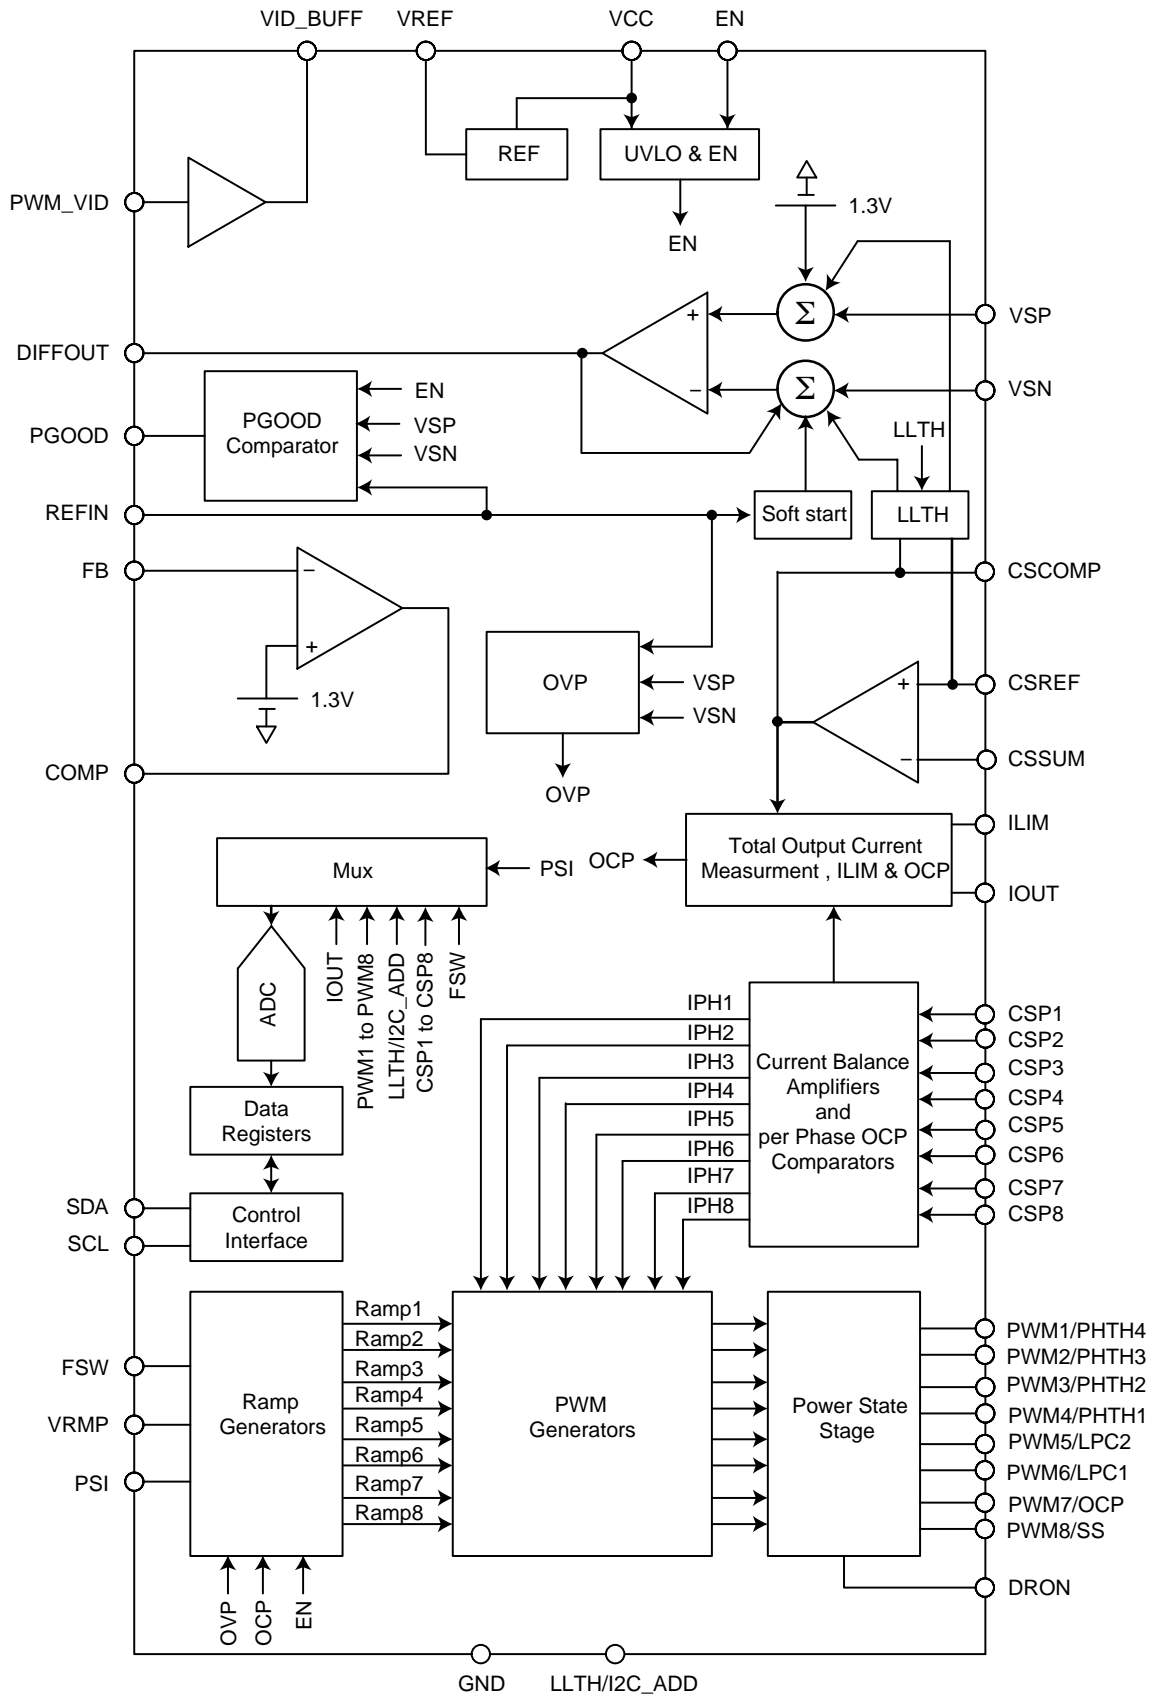 VID_BUFF VREF VCC EN
REF
UVLO & EN
PWM_VID
1.3V
EN
+
Σ
VSP
DIFFOUT
−
Σ
VSN
EN
PGOOD
Comparator
VSP
VSN
PGOOD
LLTH
REFIN
Soft start
LLTH
FB
−
CSCOMP
+
OVP
VSP
VSN
1.3V
+
CSREF
COMP
−
CSSUM
OVP
ILIM
Mux
PSI
OCP
Total Output Current
Measurment , ILIM & OCP
IOUT
ADC
IOUT
PWM1 to PWM8
LLTH/I2C_ADD
CSP1 to CSP8
FSW
IPH1
IPH2
IPH3
IPH4
IPH5
IPH6
IPH7
IPH8
Current Balance
Amplifiers
and
per Phase OCP
Comparators
CSP1
CSP2
CSP3
CSP4
CSP5
CSP6
CSP7
CSP8
Data
Registers
SDA
SCL
Control
Interface
FSW
VRMP
PSI
Ramp
Generators
Ramp1
Ramp2
Ramp3
Ramp4
Ramp5
Ramp6
Ramp7
Ramp8
PWM
Generators
Power State
Stage
PWM1/PHTH4
PWM2/PHTH3
PWM3/PHTH2
PWM4/PHTH1
PWM5/LPC2
PWM6/LPC1
PWM7/OCP
PWM8/SS
DRON
OVP
OCP
EN
GND LLTH/I2C_ADD